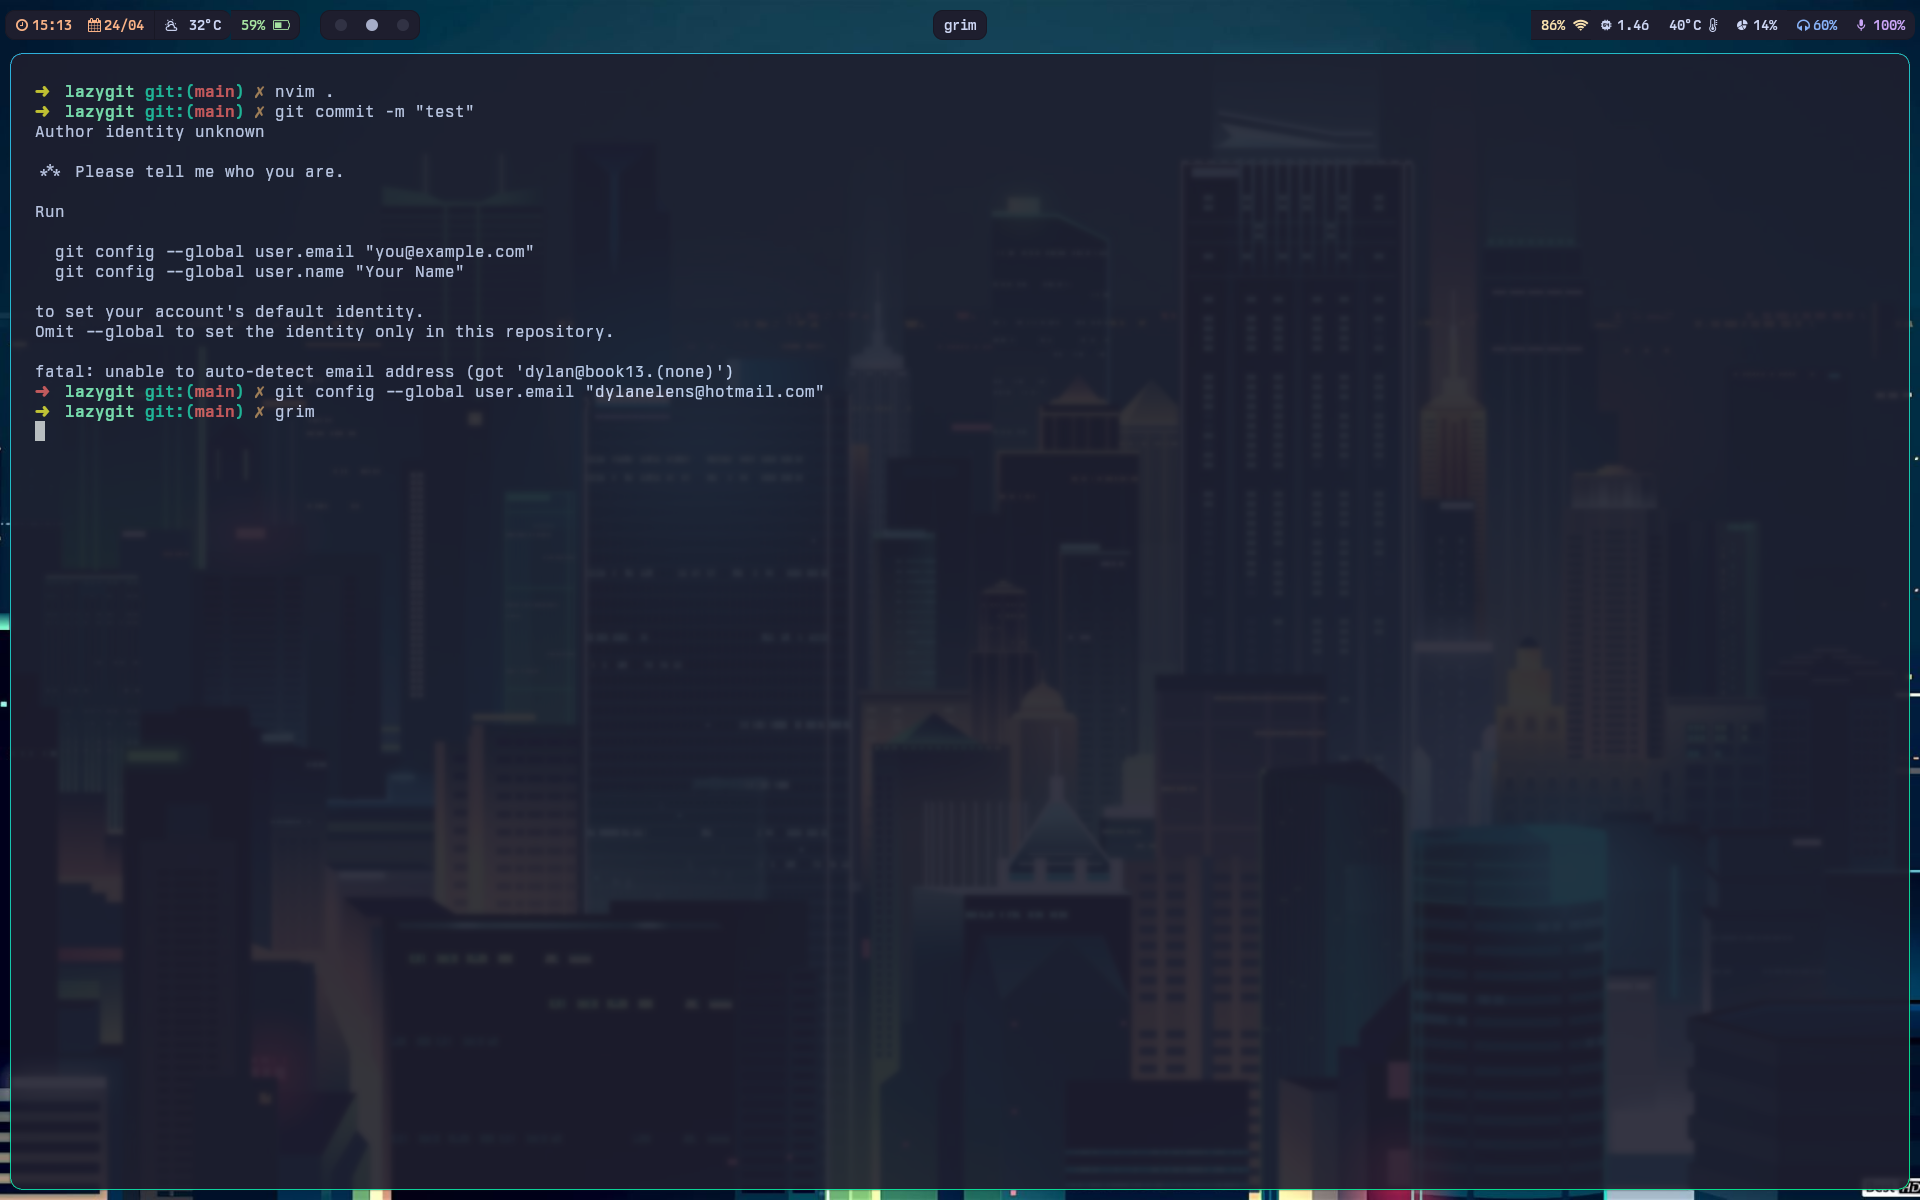 15:13 24/04 32°C 59% grim 86% 1.46 40°C 14% 60% 100%
➜ lazygit git:(main) ✗ nvim .
➜ lazygit git:(main) ✗ git commit -m "test"
Author identity unknown
*** Please tell me who you are.
Run
git config --global user.email "you@example.com"
git config --global user.name "Your Name"
to set your account's default identity.
Omit --global to set the identity only in this repository.
fatal: unable to auto-detect email address (got 'dylan@book13.(none)')
➜ lazygit git:(main) ✗ git config --global user.email "dylanelens@hotmail.com"
➜ lazygit git:(main) ✗ grim